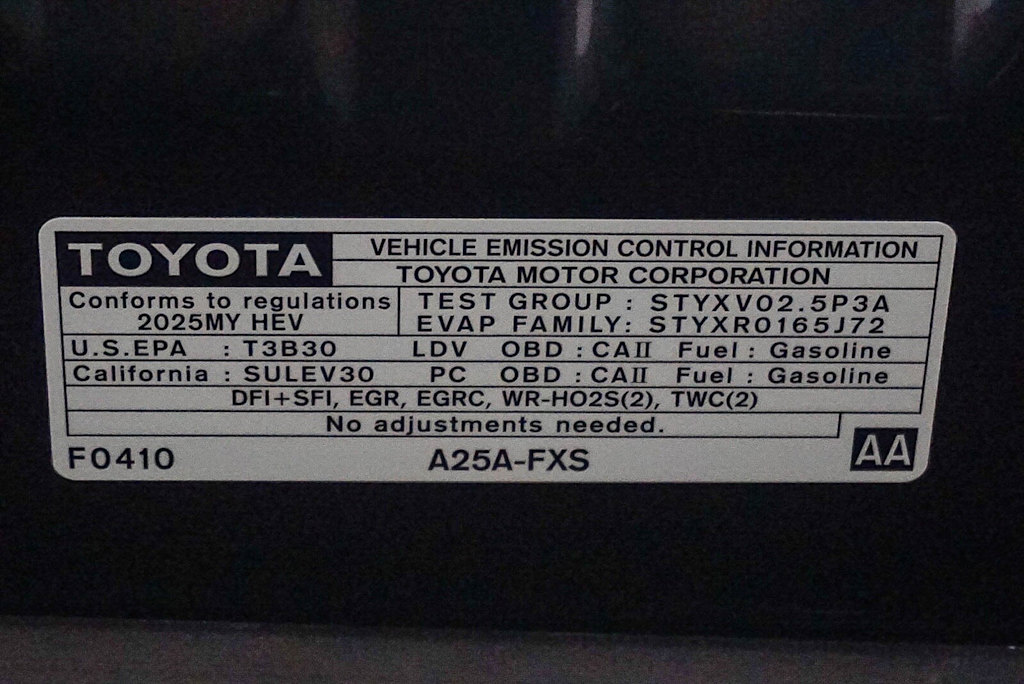 TOYOTA VEHICLE EMISSION CONTROL INFORMATION
TOYOTA MOTOR CORPORATION
Conforms to regulations
2025MY HEV
TEST GROUP : STYXV02.5P3A
EVAP FAMILY: STYXR0165J72
U.S.EPA : T3B30 LDV OBD : CAII Fuel : Gasoline
California : SULEV30 PC OBD : CAII Fuel : Gasoline
DFI+SFI, EGR, EGRC, WR-HO2S(2), TWC(2)
No adjustments needed.
F0410 A25A-FXS AA